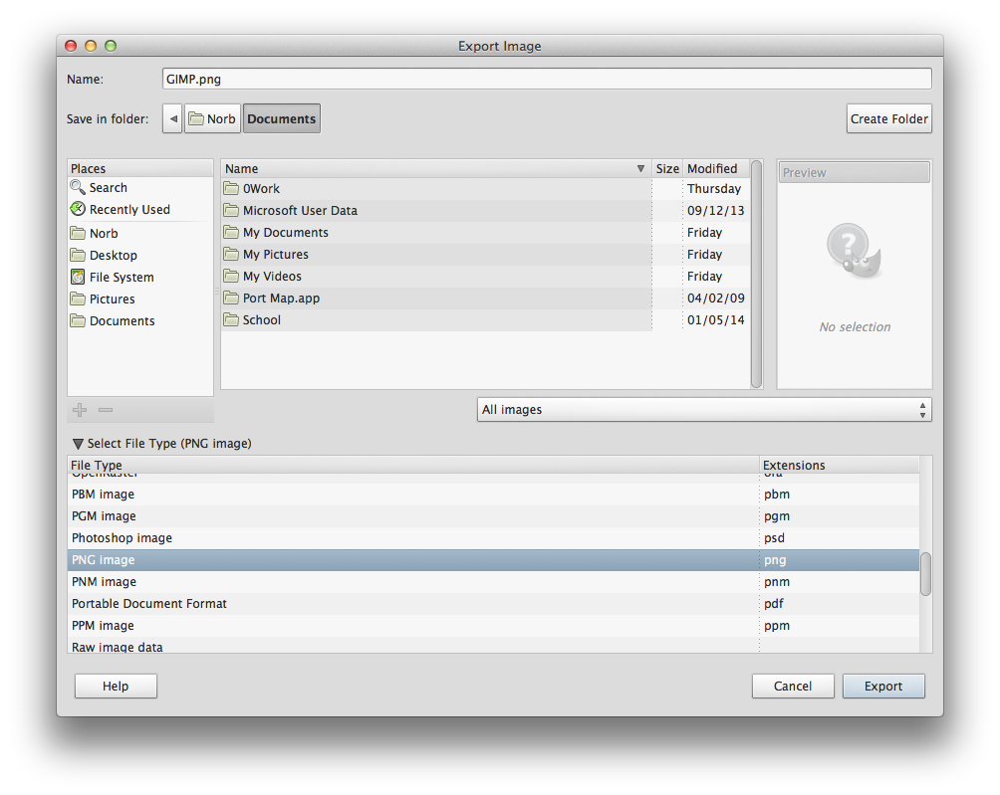 Export Image
Name: GIMP.png
Save in folder: Norb Documents Create Folder
Places
Search
Recently Used
Norb
Desktop
File System
Pictures
Documents
Name Size Modified
0Work Thursday
Microsoft User Data 09/12/13
My Documents Friday
My Pictures Friday
My Videos Friday
Port Map.app 04/02/09
School 01/05/14
Preview
No selection
All images
Select File Type (PNG image)
File Type Extensions
OpenRaster ora
PBM image pbm
PGM image pgm
Photoshop image psd
PNG image png
PNM image pnm
Portable Document Format pdf
PPM image ppm
Raw image data
Help Cancel Export